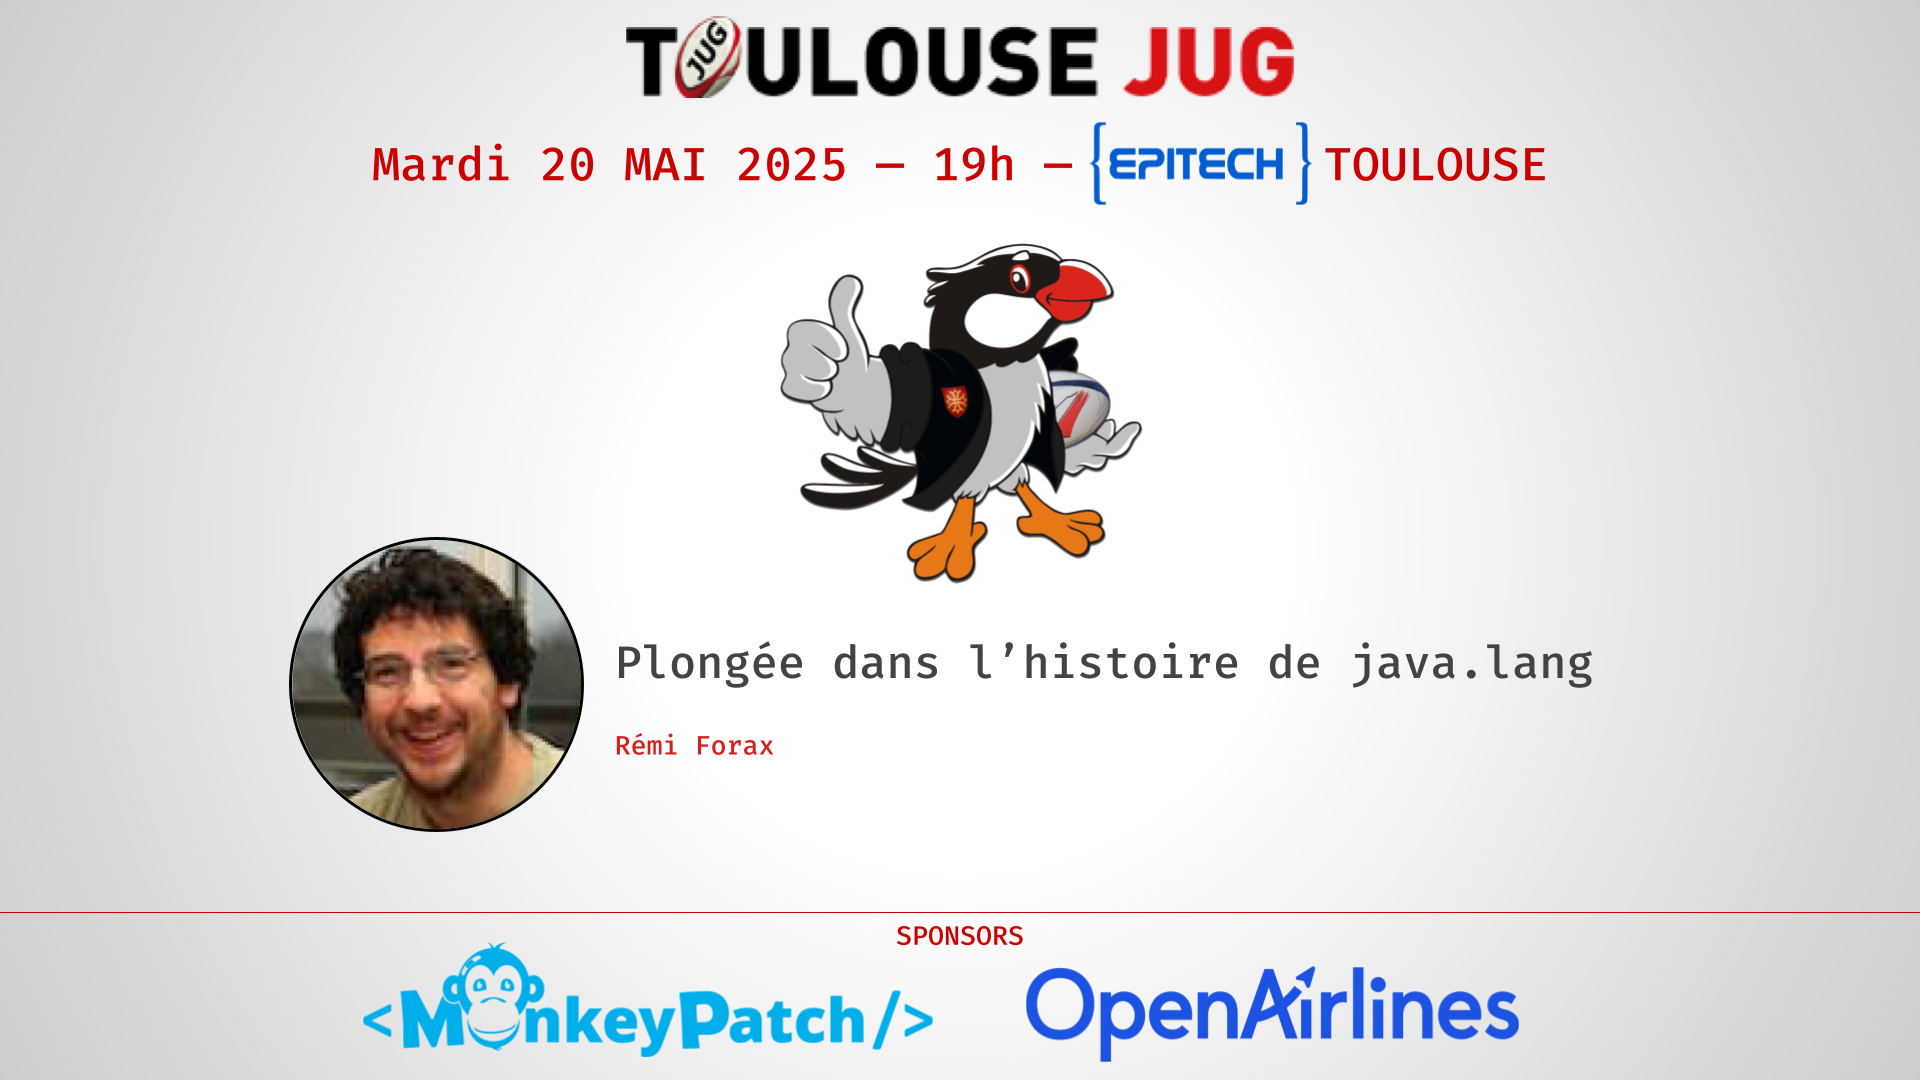 TOULOUSE JUG
JUG
Mardi 20 MAI 2025 – 19h – {EPITECH} TOULOUSE
Plongée dans l’histoire de java.lang
Rémi Forax
SPONSORS
<MonkeyPatch/>
OpenAirlines